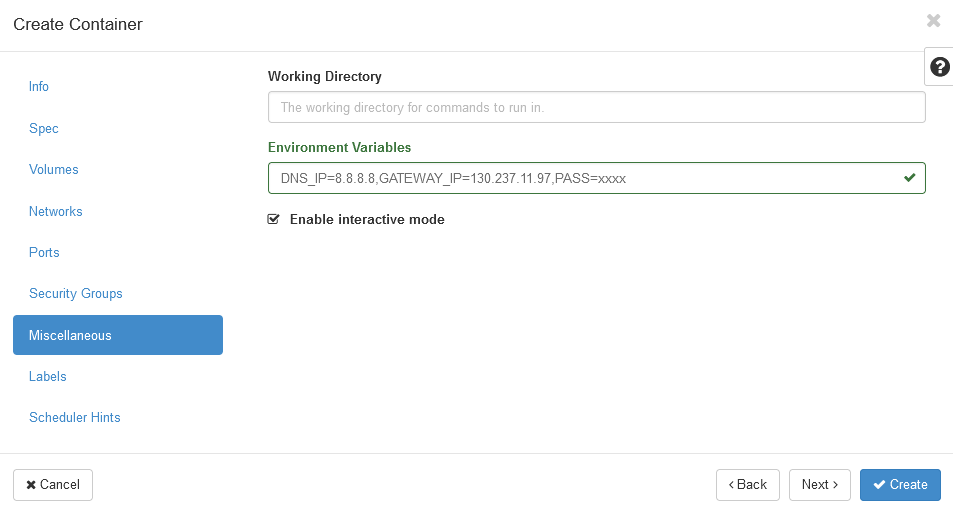 Create Container
Info
Spec
Volumes
Networks
Ports
Security Groups
Miscellaneous
Labels
Scheduler Hints
Working Directory
The working directory for commands to run in.
Environment Variables
DNS_IP=8.8.8.8,GATEWAY_IP=130.237.11.97,PASS=xxxx
Enable interactive mode
Cancel
Back
Next
Create